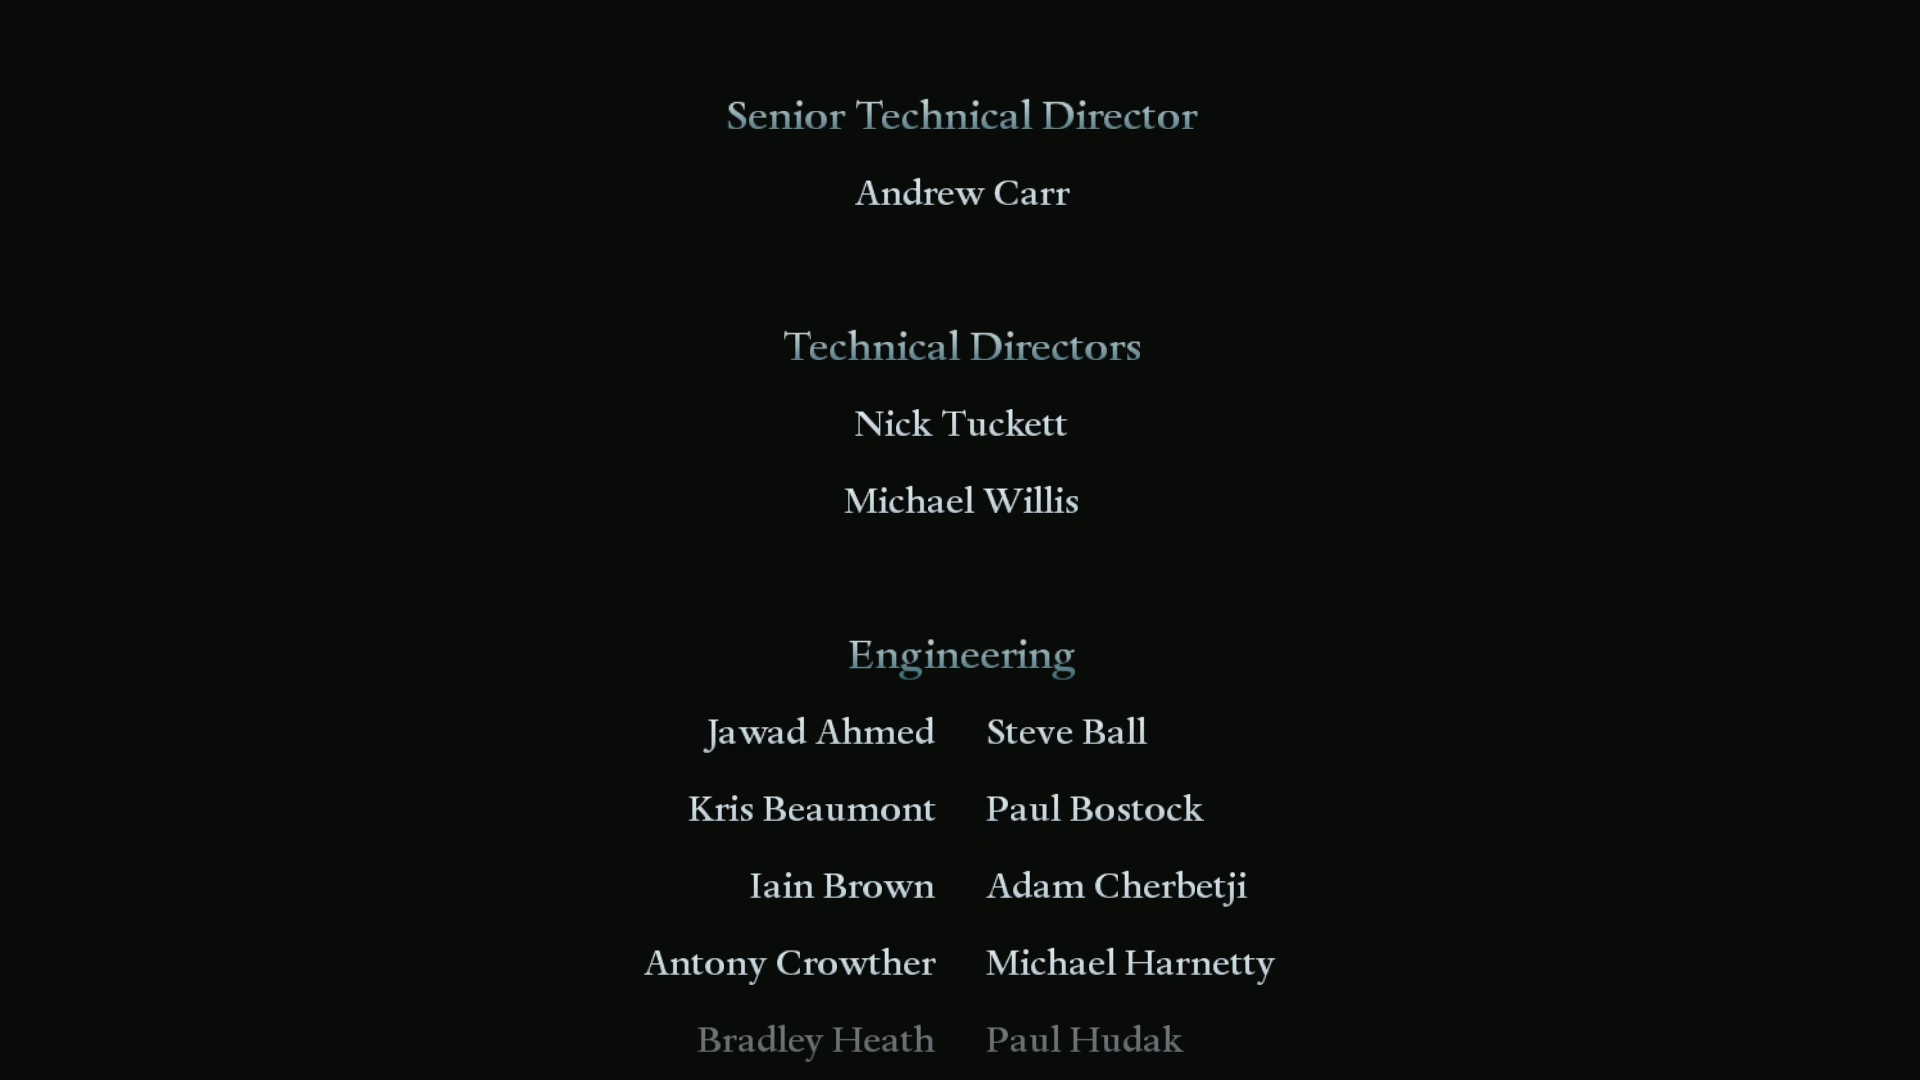 Senior Technical Director
Andrew Carr
Technical Directors
Nick Tuckett
Michael Willis
Engineering
Jawad Ahmed Steve Ball
Kris Beaumont Paul Bostock
Iain Brown Adam Cherbetji
Antony Crowther Michael Harnetty
Bradley Heath Paul Hudak